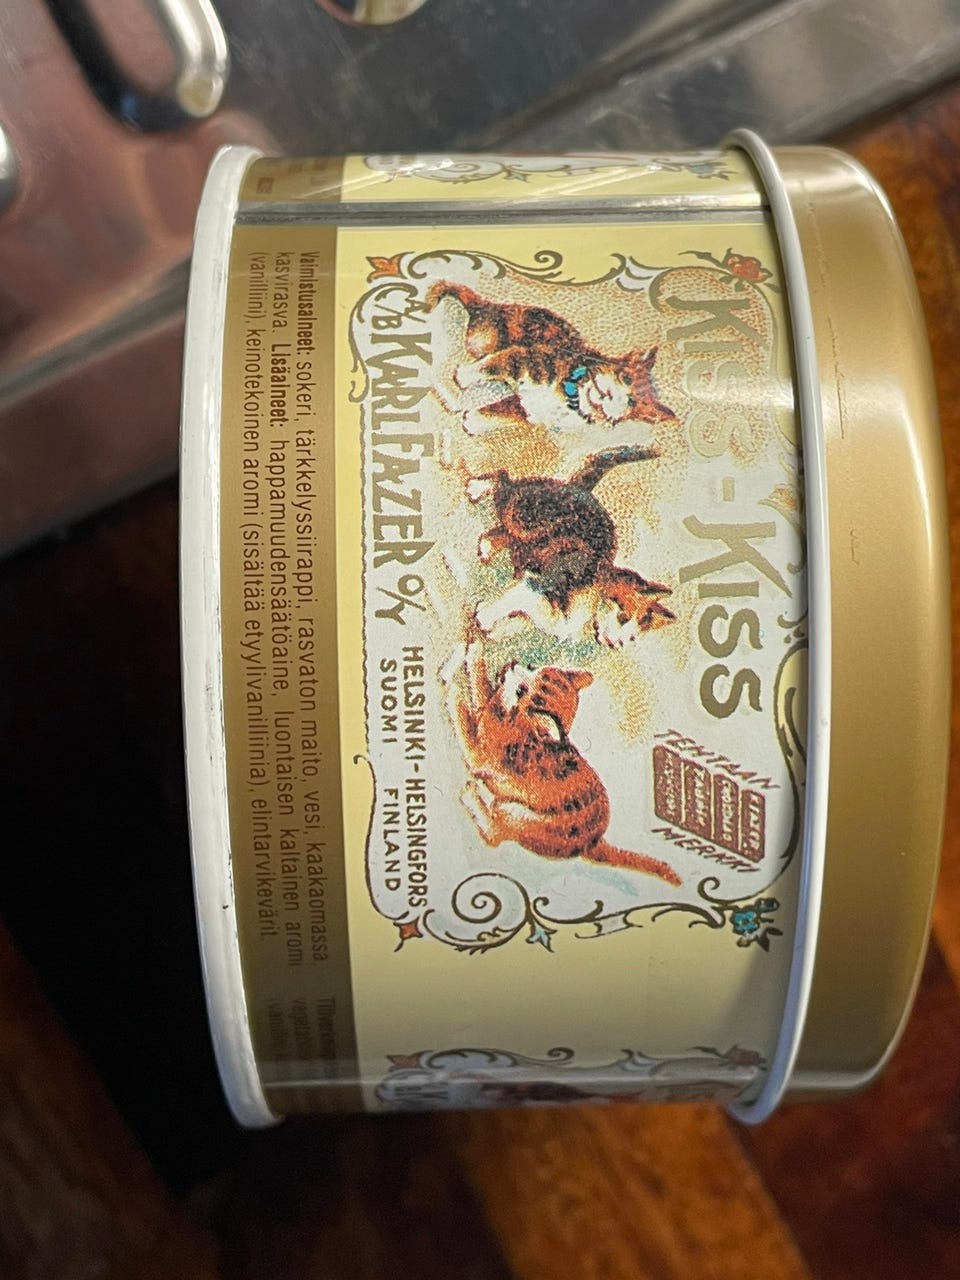 KISS-KISS
TEHTAAN
FAZER
MERKKI
A/B KARL FAZER O/Y
HELSINKI-HELSINGFORS
SUOMI FINLAND
Valmistusaineet: sokeri, tärkkelyssiirappi, rasvaton maito, vesi, kaakaomassa,
kasvirasva. Lisäaineet: happamuudensäätöaine, luontaisen kaltainen aromi
(vanilliini), keinotekoinen aromi (sisältää etyylivanilliinia), elintarvikevärit.